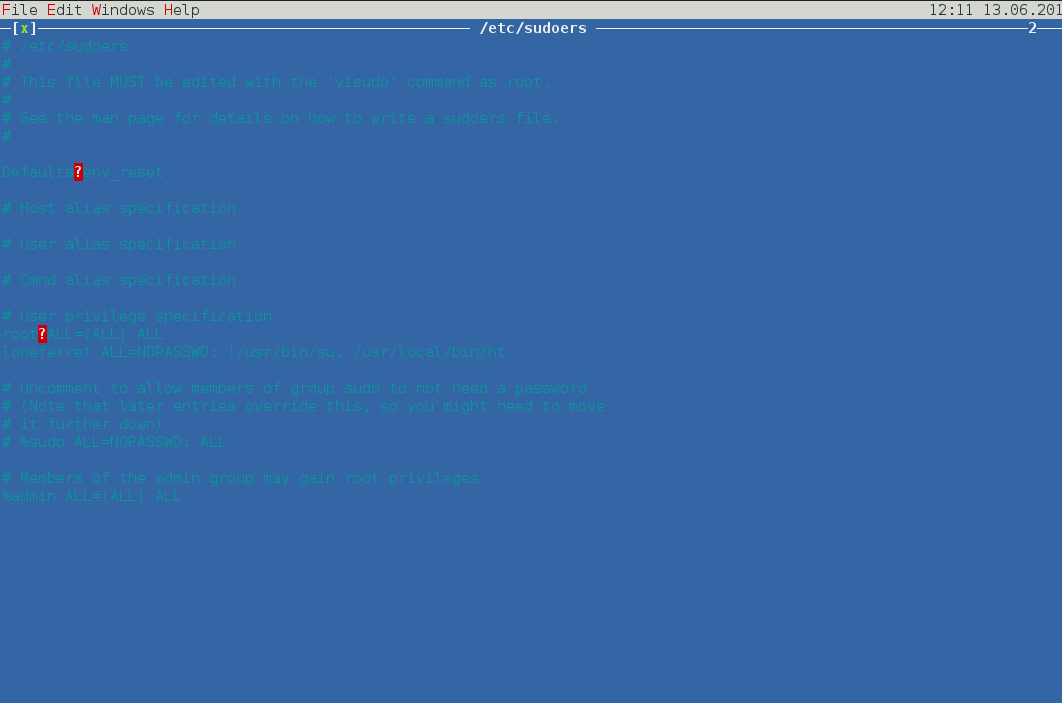 File Edit Windows Help 12:11 13.06.201
[x] /etc/sudoers 2
# /etc/sudoers
#
# This file MUST be edited with the 'visudo' command as root.
#
# See the man page for details on how to write a sudoers file.
#
Defaults?env_reset
# Host alias specification
# User alias specification
# Cmnd alias specification
# User privilege specification
root?ALL=(ALL) ALL
loneferret ALL=NOPASSWD: !/usr/bin/su, /usr/local/bin/ht
# Uncomment to allow members of group sudo to not need a password
# (Note that later entries override this, so you might need to move
# it further down)
# %sudo ALL=NOPASSWD: ALL
# Members of the admin group may gain root privileges
%admin ALL=(ALL) ALL